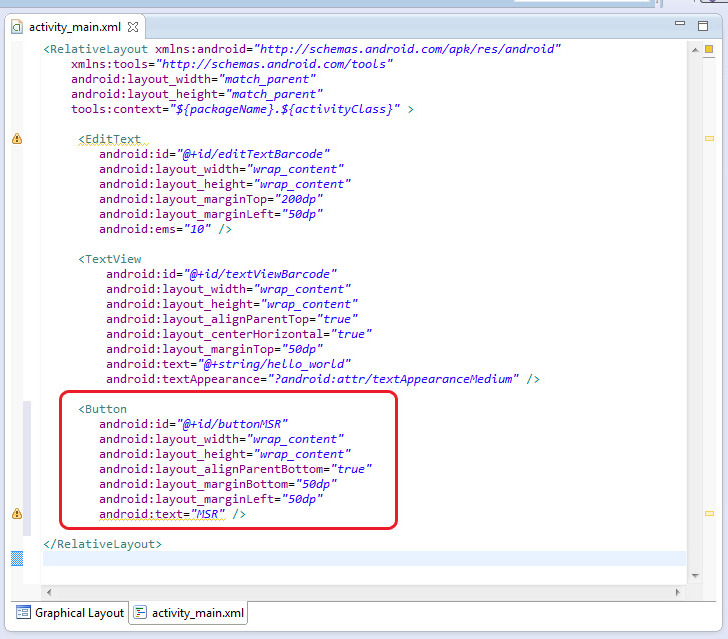 activity_main.xml
<RelativeLayout xmlns:android="http://schemas.android.com/apk/res/android"
xmlns:tools="http://schemas.android.com/tools"
android:layout_width="match_parent"
android:layout_height="match_parent"
tools:context="${packageName}.${activityClass}" >
<EditText
android:id="@+id/editTextBarcode"
android:layout_width="wrap_content"
android:layout_height="wrap_content"
android:layout_marginTop="200dp"
android:layout_marginLeft="50dp"
android:ems="10" />
<TextView
android:id="@+id/textViewBarcode"
android:layout_width="wrap_content"
android:layout_height="wrap_content"
android:layout_alignParentTop="true"
android:layout_centerHorizontal="true"
android:layout_marginTop="50dp"
android:text="@+string/hello_world"
android:textAppearance="?android:attr/textAppearanceMedium" />
<Button
android:id="@+id/buttonMSR"
android:layout_width="wrap_content"
android:layout_height="wrap_content"
android:layout_alignParentBottom="true"
android:layout_marginBottom="50dp"
android:layout_marginLeft="50dp"
android:text="MSR" />
</RelativeLayout>
Graphical Layout activity_main.xml